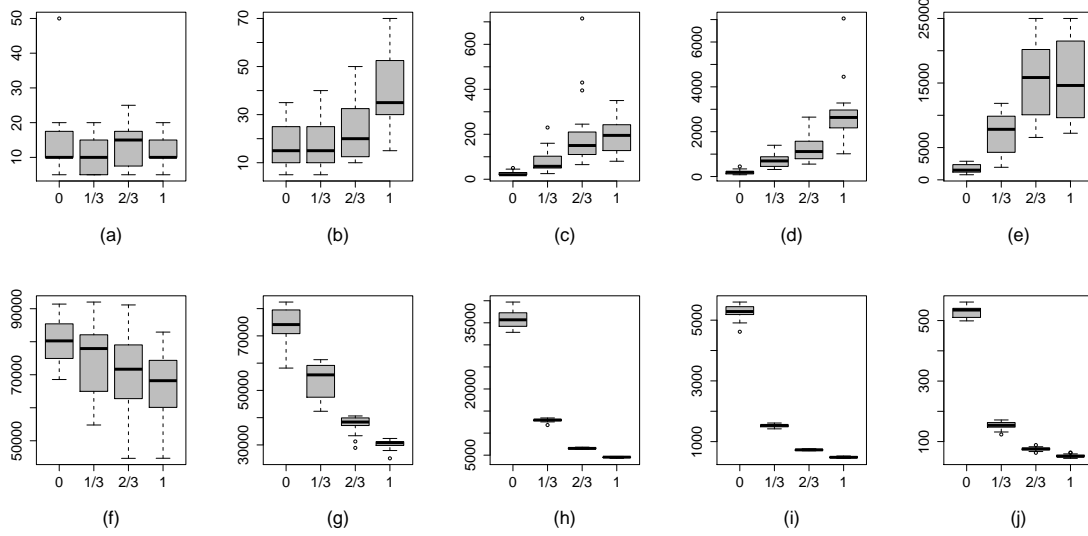 50
40
30
20
10
0 1/3 2/3 1
(a)
70
50
30
10
0 1/3 2/3 1
(b)
600
400
200
0
0 1/3 2/3 1
(c)
6000
4000
2000
0
0 1/3 2/3 1
(d)
25000
15000
5000
0
0 1/3 2/3 1
(e)
90000
70000
50000
0 1/3 2/3 1
(f)
70000
50000
30000
0 1/3 2/3 1
(g)
35000
20000
5000
0 1/3 2/3 1
(h)
5000
3000
1000
0 1/3 2/3 1
(i)
500
300
100
0 1/3 2/3 1
(j)